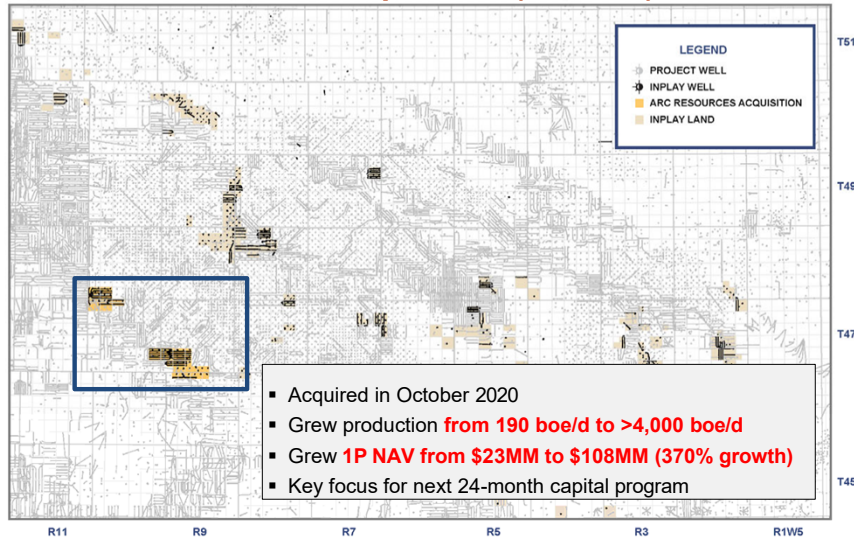 T51
LEGEND
PROJECT WELL
INPLAY WELL
ARC RESOURCES ACQUISITION
INPLAY LAND
T49
T47
▪ Acquired in October 2020
▪ Grew production from 190 boe/d to >4,000 boe/d
▪ Grew 1P NAV from $23MM to $108MM (370% growth)
▪ Key focus for next 24-month capital program
T45
R11 R9 R7 R5 R3 R1W5